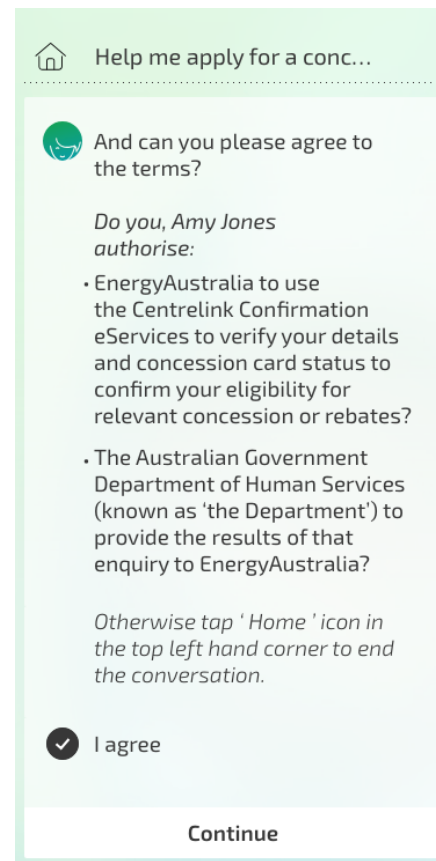 Help me apply for a conc...
And can you please agree to
the terms?
Do you, Amy Jones
authorise:
• EnergyAustralia to use
the Centrelink Confirmation
eServices to verify your details
and concession card status to
confirm your eligibility for
relevant concession or rebates?
• The Australian Government
Department of Human Services
(known as ‘the Department’) to
provide the results of that
enquiry to EnergyAustralia?
Otherwise tap ‘ Home ’ icon in
the top left hand corner to end
the conversation.
I agree
Continue